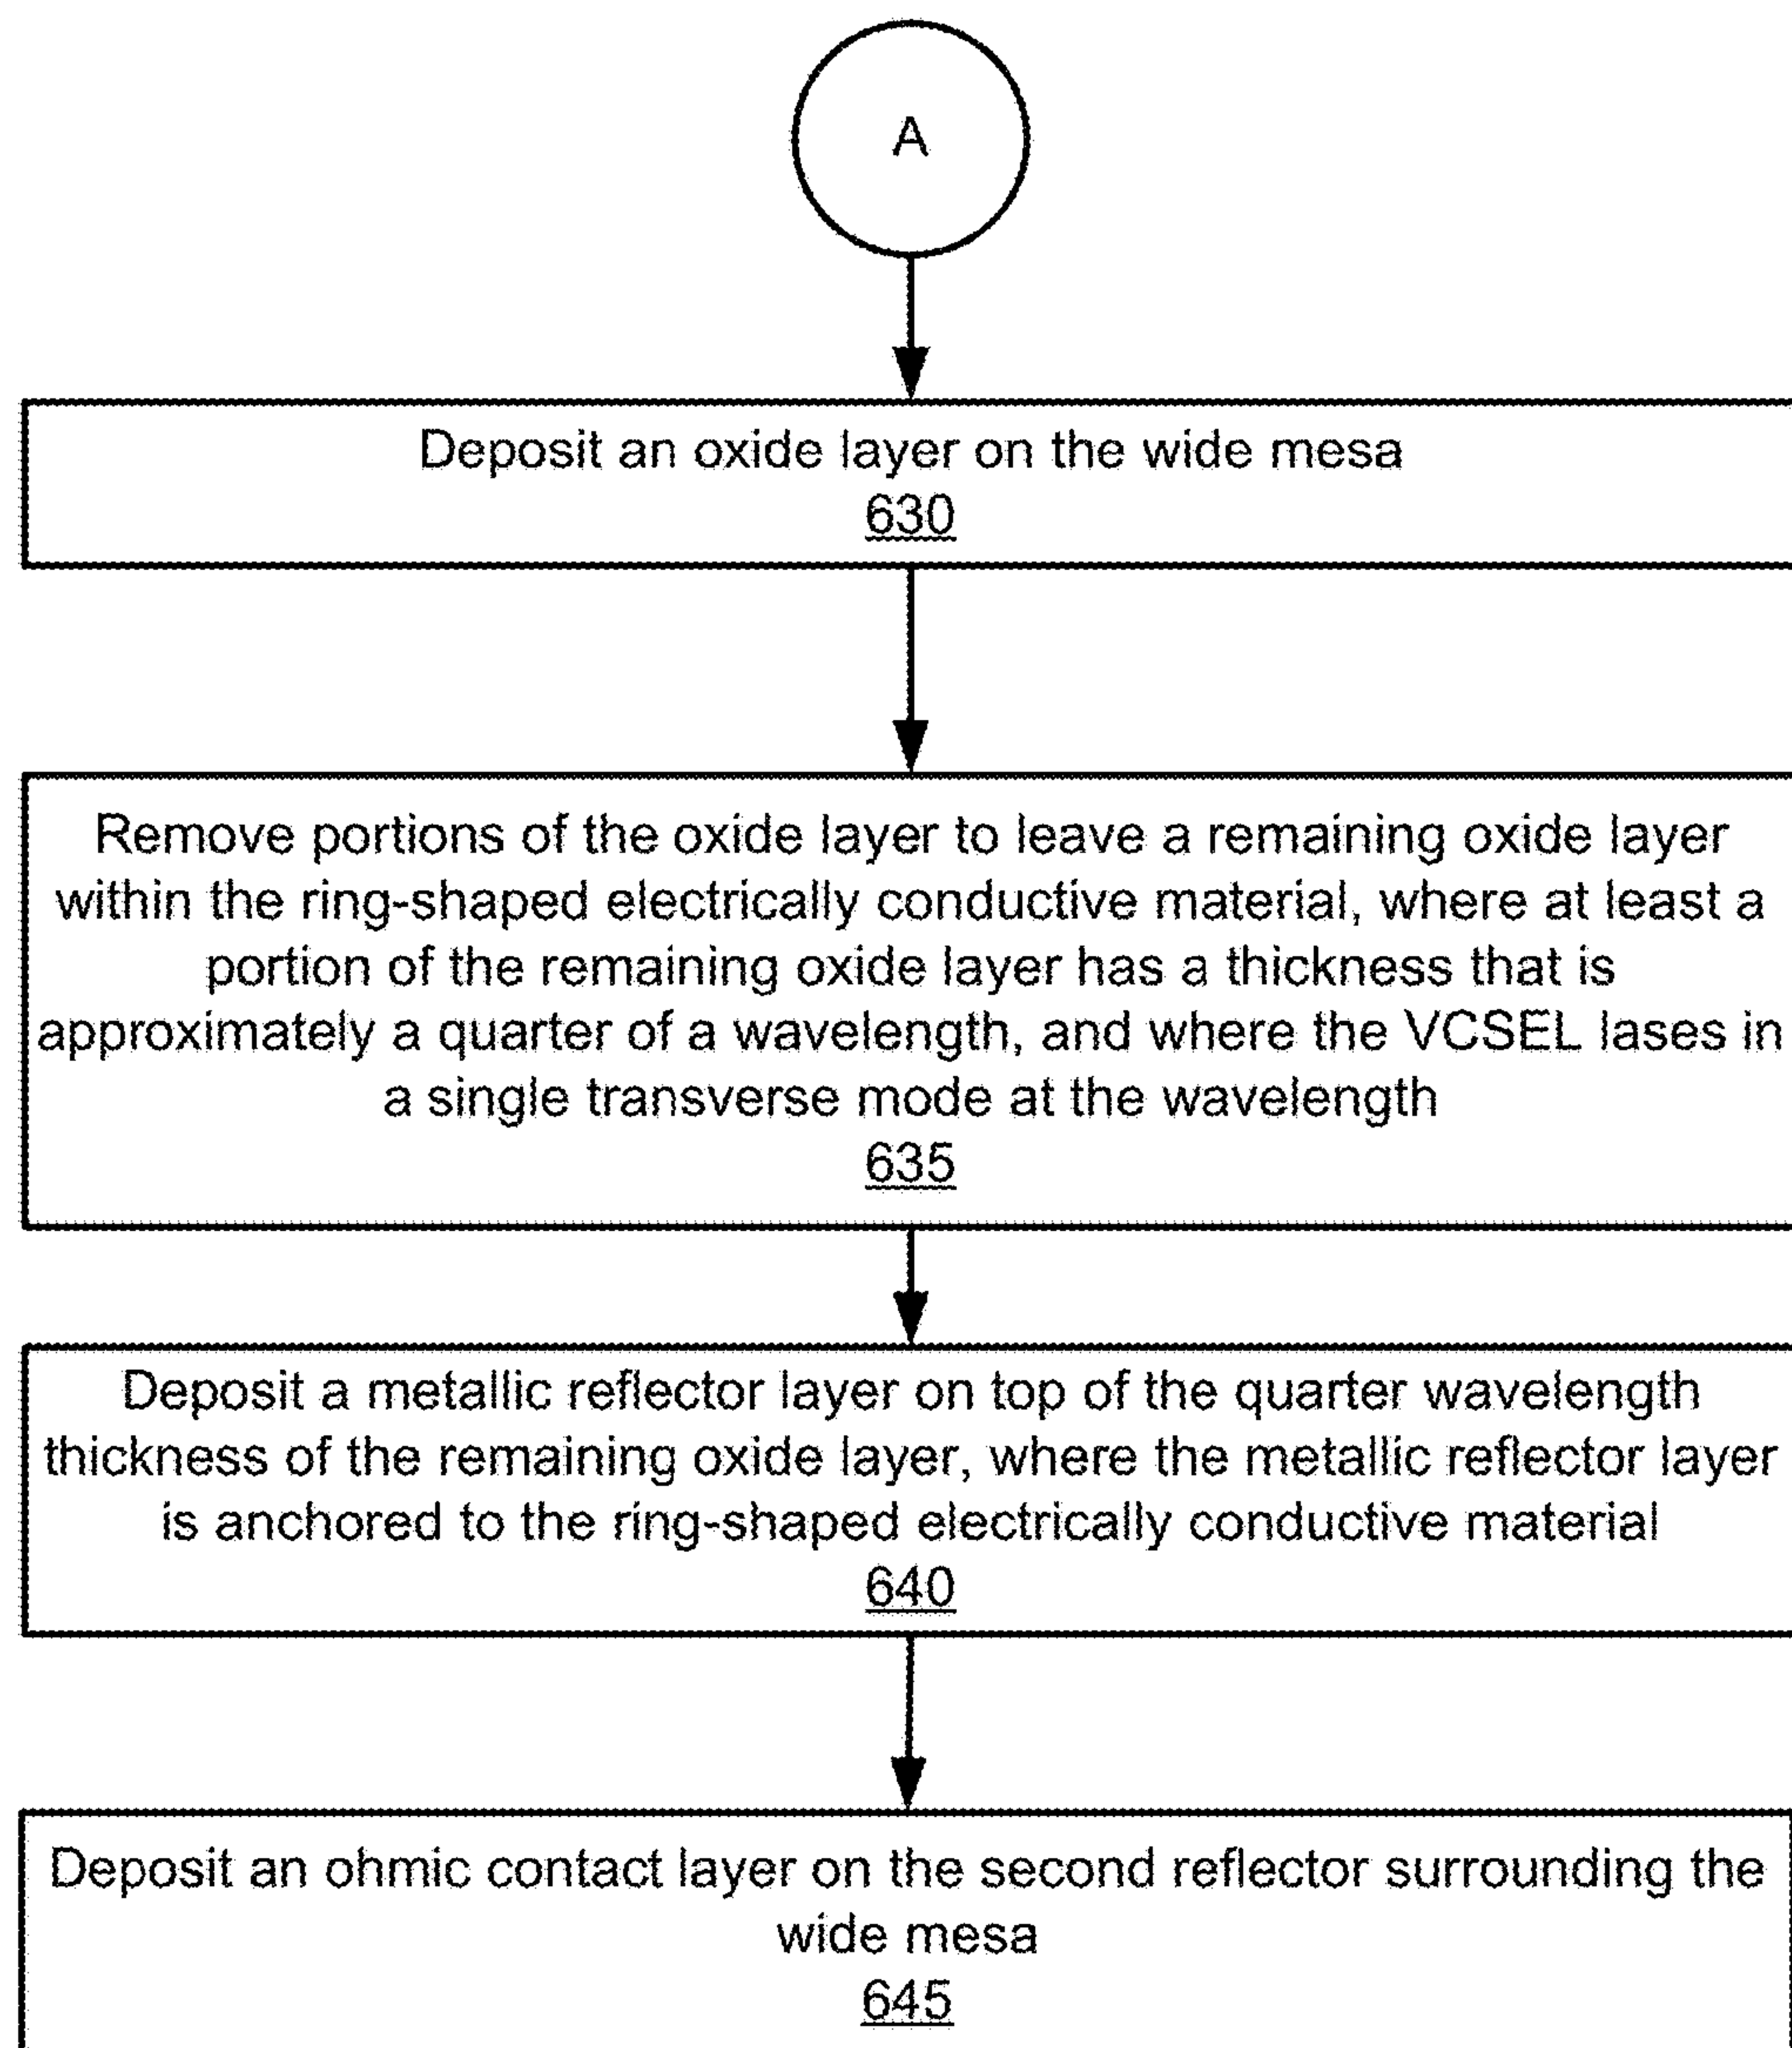 A
Deposit an oxide layer on the wide mesa
630
Remove portions of the oxide layer to leave a remaining oxide layer
within the ring-shaped electrically conductive material, where at least a
portion of the remaining oxide layer has a thickness that is
approximately a quarter of a wavelength, and where the VCSEL lases in
a single transverse mode at the wavelength
635
Deposit a metallic reflector layer on top of the quarter wavelength
thickness of the remaining oxide layer, where the metallic reflector layer
is anchored to the ring-shaped electrically conductive material
640
Deposit an ohmic contact layer on the second reflector surrounding the
wide mesa
645